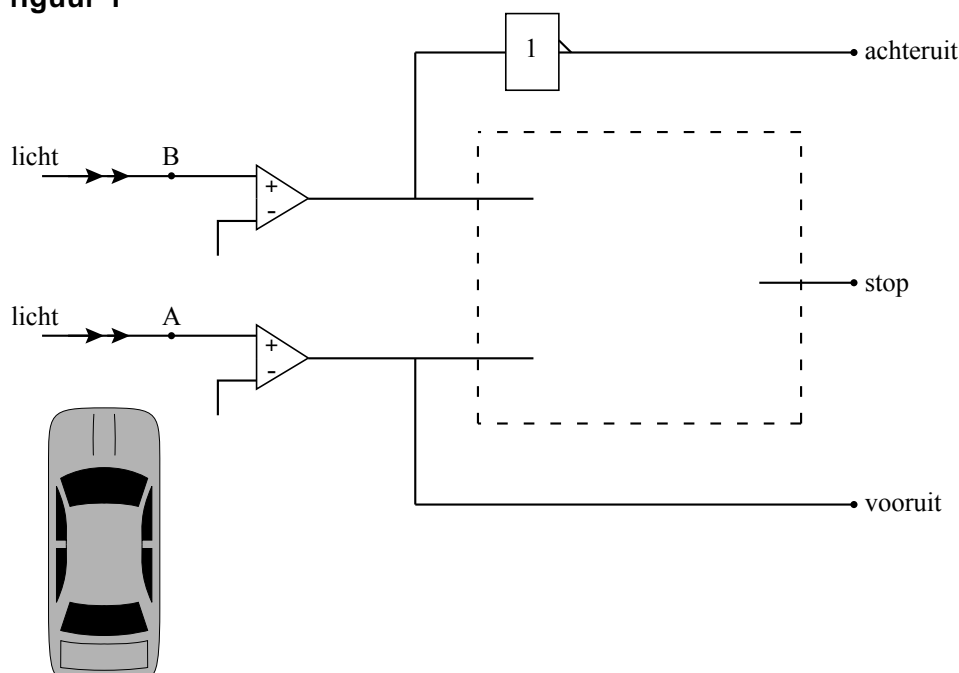 figuur 1
1
achteruit
licht
B
+
-
stop
licht
A
+
-
vooruit